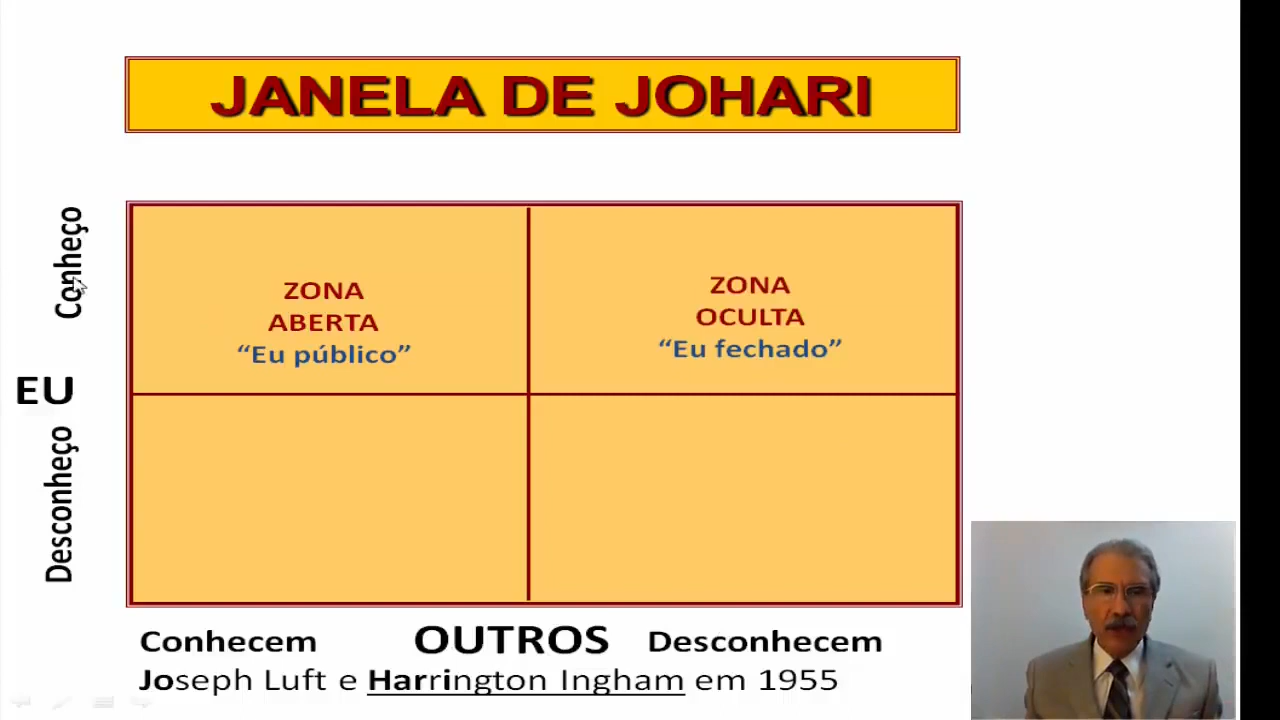 JANELA DE JOHARI
Conheço
ZONA
ABERTA
“Eu público”
ZONA
OCULTA
“Eu fechado”
EU
Desconheço
Conhecem OUTROS Desconhecem
Joseph Luft e Harrington Ingham em 1955